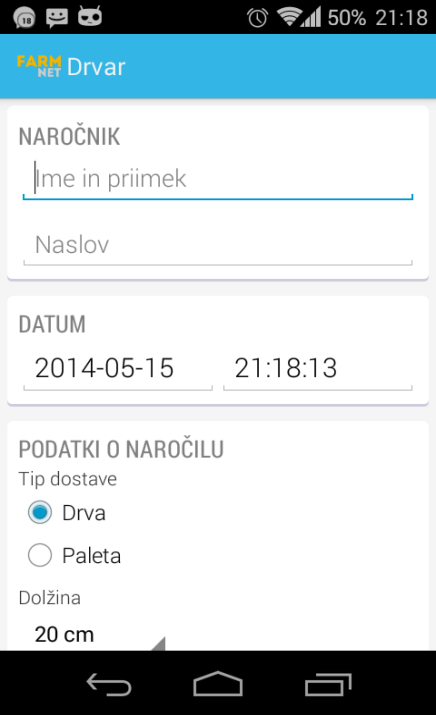 18 50% 21:18
FARM NET Drvar
NAROČNIK
Ime in priimek
Naslov
DATUM
2014-05-15 21:18:13
PODATKI O NAROČILU
Tip dostave
Drva
Paleta
Dolžina
20 cm